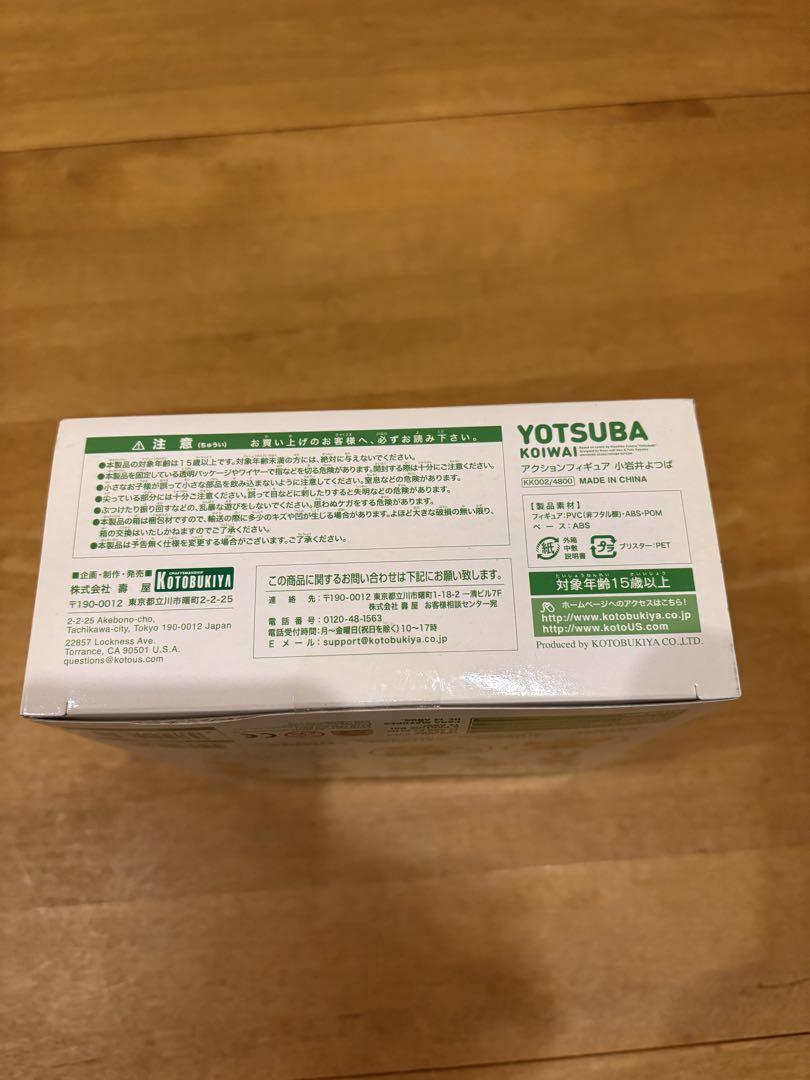 ⚠注意(ちゅうい) お買い上げのお客様へ、必ずお読み下さい。
●本製品の対象年齢は15歳以上です。対象年齢未満の方には、絶対に与えないでください。
●本製品を固定している透明パッケージやワイヤーで指などを切る危険があります。開封する際は十分にご注意ください。
●小さなお子様が誤って小さな部品を飲み込まないように注意してください。窒息などの危険があります。
●尖っている部分には十分ご注意ください。誤って目などに刺したりすると失明などの危険があります。
●ぶつけたり振り回すなどの、乱暴な遊びをしないでください。思わぬケガをする危険があります。
●本製品の箱は梱包材ですので、輸送の際に多少のキズや凹が生じる場合があります。よほど大きな破損の無い限り、
箱の交換はいたしかねますのでご了承ください。
●本製品は予告無く仕様を変更する場合がございます。ご了承ください。
■企画・制作・発売■
株式会社 壽屋
CRAFTSMANSHIP
KOTOBUKIYA
〒190-0012 東京都立川市曙町2-2-25
2-2-25 Akebono-cho,
Tachikawa-city, Tokyo 190-0012 Japan
22857 Lockness Ave.
Torrance, CA 90501 U.S.A.
questions@kotous.com
この商品に関するお問い合わせは下記にお願い致します。
連絡先:〒190-0012 東京都立川市曙町1-18-2 一清ビル7F
株式会社 壽屋 お客様相談センター宛
電話番号:0120-48-1563
電話受付時間:月〜金曜日(祝日を除く)10〜17時
Eメール:support@kotobukiya.co.jp
YOTSUBA
KOIWAI
アクションフィギュア 小岩井よつば
KK002/4800 MADE IN CHINA
【製品素材】
フィギュア:PVC(非フタル酸)・ABS・POM
ベース:ABS
紙 外箱 中敷 説明書
プラ ブリスター:PET
たいしょうねんれい さいいじょう
対象年齢15歳以上
ホームページへのアクセスはこちら!
http://www.kotobukiya.co.jp
http://www.kotoUS.com
Produced by KOTOBUKIYA CO.,LTD.